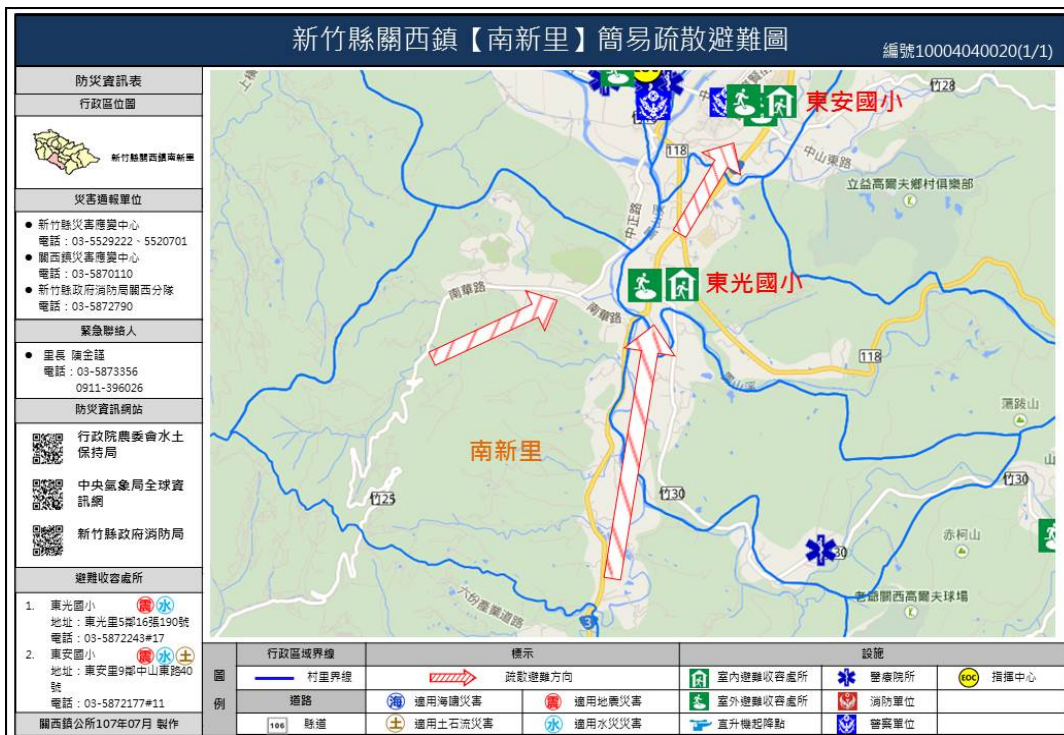 新竹縣關西鎮【南新里】簡易疏散避難圖
編號10004040020(1/1)
防災資訊表
行政區位圖
新竹縣關西鎮南新里
災害通報單位
● 新竹縣災害應變中心
電話：03-5529222、5520701
● 關西鎮災害應變中心
電話：03-5870110
● 新竹縣政府消防局關西分隊
電話：03-5872790
緊急聯絡人
● 里長 陳金諲
電話：03-5873356
0911-396026
防災資訊網站
行政院農委會水土
保持局
中央氣象局全球資
訊網
新竹縣政府消防局
避難收容處所
1. 東光國小 震 水
地址：東光里5鄰16張190號
電話：03-5872243#17
2. 東安國小 震 水 土
地址：東安里9鄰中山東路40
號
電話：03-5872177#11
關西鎮公所107年07月 製作
竹28
東安國小
118
中山東路
立益高爾夫鄉村俱樂部
中正路
東光國小
南華路
南華路
118
南新里
竹25
竹30
竹30
赤柯山
30
老爺關西高爾夫球場
六份產業道路
3
圖例
行政區域界線
標示
設施
村里界線
疏散避難方向
室內避難收容處所
醫療院所
EOC 指揮中心
道路
海 適用海嘯災害
震 適用地震災害
室外避難收容處所
消防單位
106 縣道
土 適用土石流災害
水 適用水災災害
直升機起降點
警察單位